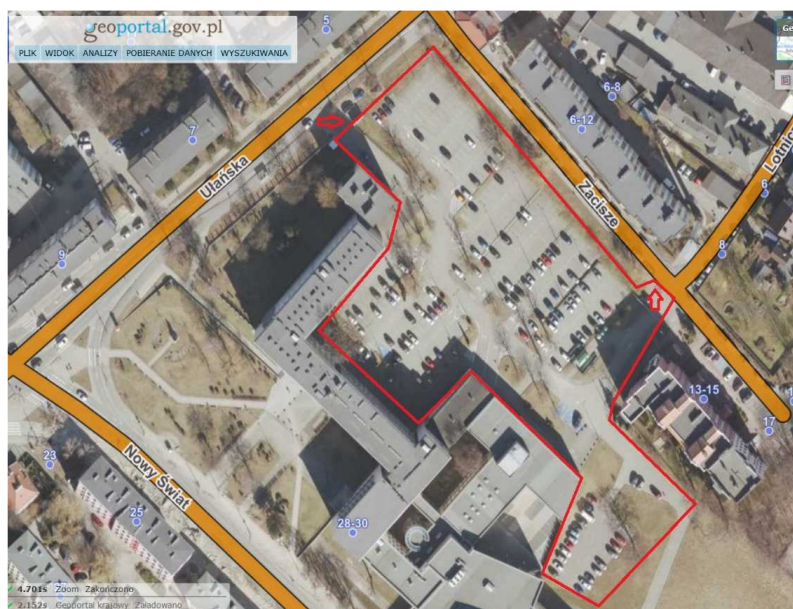 geoportal.gov.pl
PLIK WIDOK ANALIZY POBIERANIE DANYCH WYSZUKIWANIA
5
Ge
6-8
7
6-12
Ułańska
Zacisze
6
9
8
13-15
17
23
Nowy Świat
25
28-30
4.701s Zoom Zakończono
2.152s Geoportal krajowy Załadowano